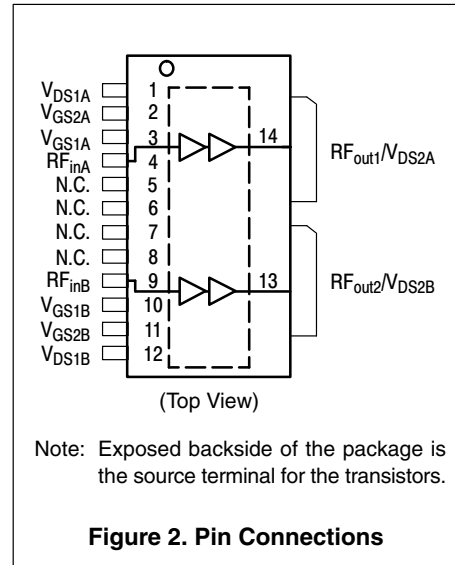 V_DS1A 1
V_GS2A 2
V_GS1A 3
RF_inA 4
N.C. 5
N.C. 6
N.C. 7
N.C. 8
RF_inB 9
V_GS1B 10
V_GS2B 11
V_DS1B 12
14 RF_out1/V_DS2A
13 RF_out2/V_DS2B
(Top View)
Note: Exposed backside of the package is
the source terminal for the transistors.
Figure 2. Pin Connections